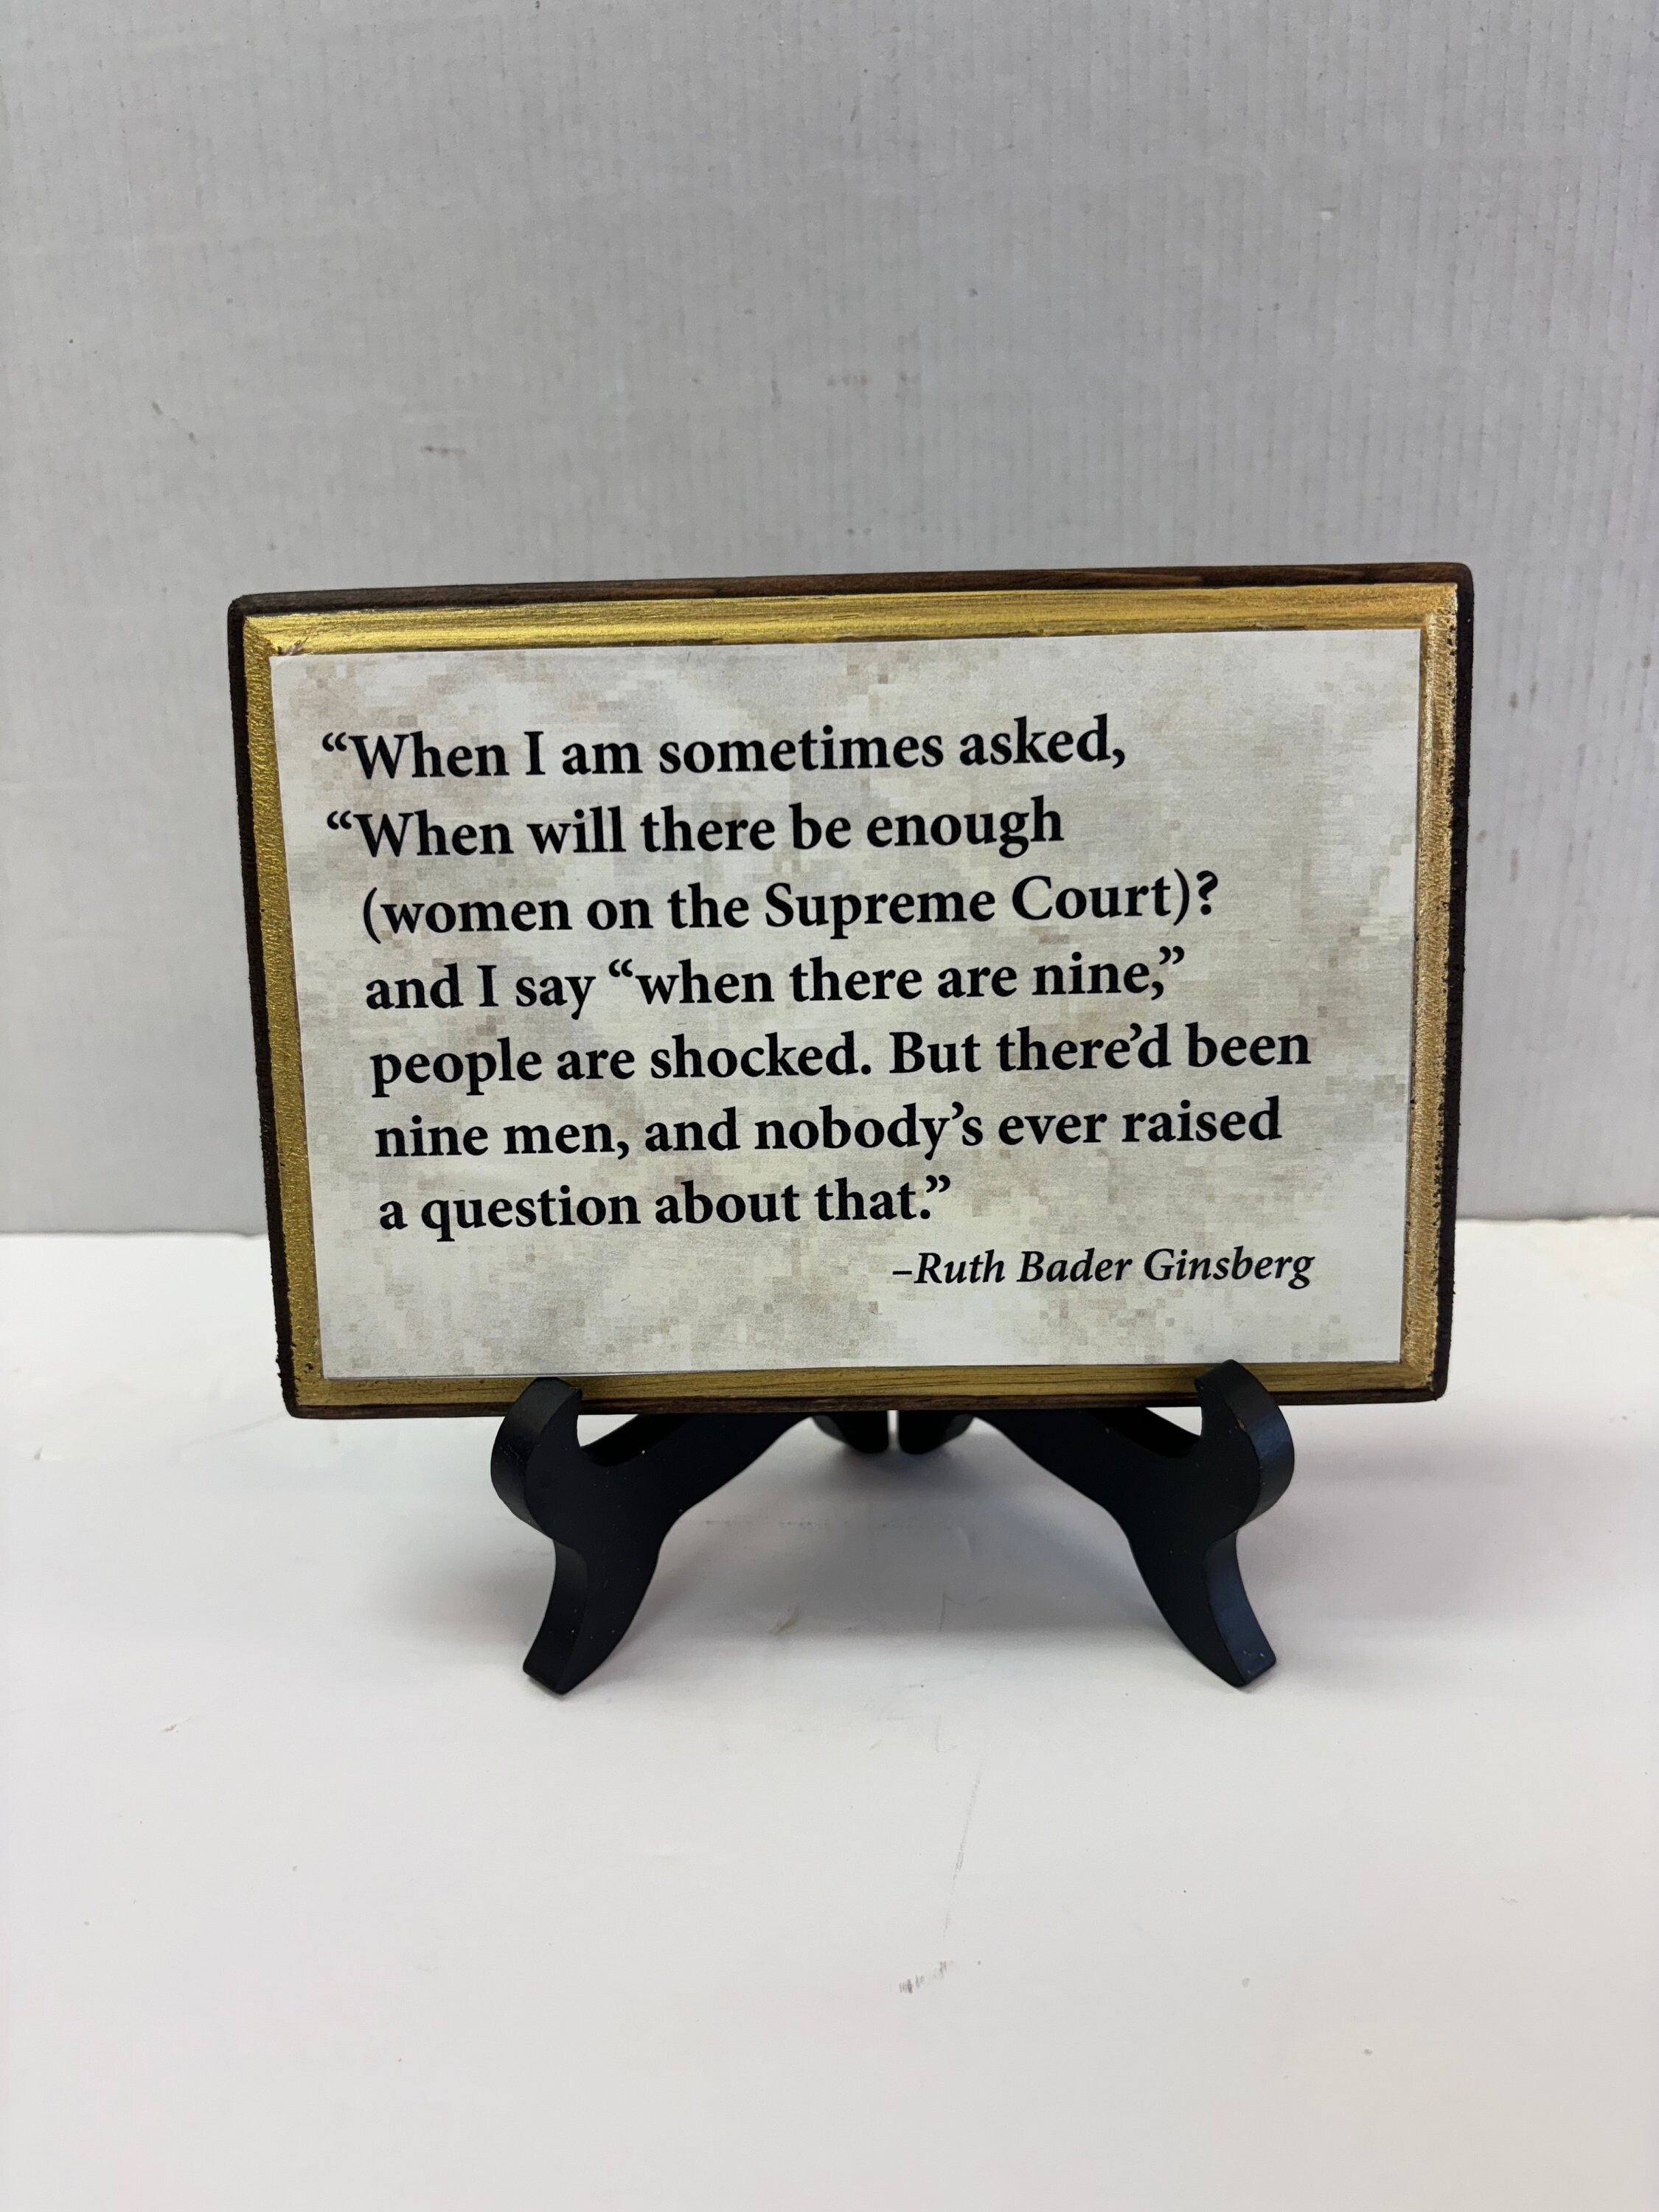 “When I am sometimes asked,
“When will there be enough
(women on the Supreme Court)?
and I say “when there are nine,”
people are shocked. But there’d been
nine men, and nobody’s ever raised
a question about that.”
–Ruth Bader Ginsberg